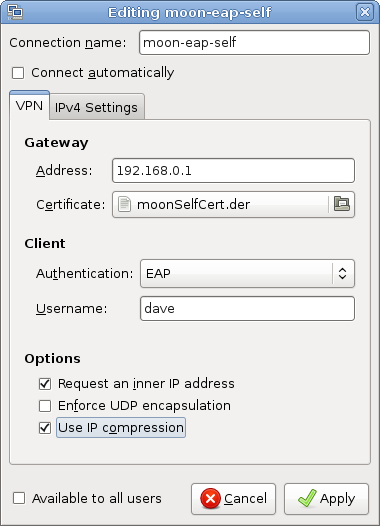 Editing moon-eap-self
Connection name: moon-eap-self
Connect automatically
VPN IPv4 Settings
Gateway
Address: 192.168.0.1
Certificate: moonSelfCert.der
Client
Authentication: EAP
Username: dave
Options
Request an inner IP address
Enforce UDP encapsulation
Use IP compression
Available to all users Cancel Apply